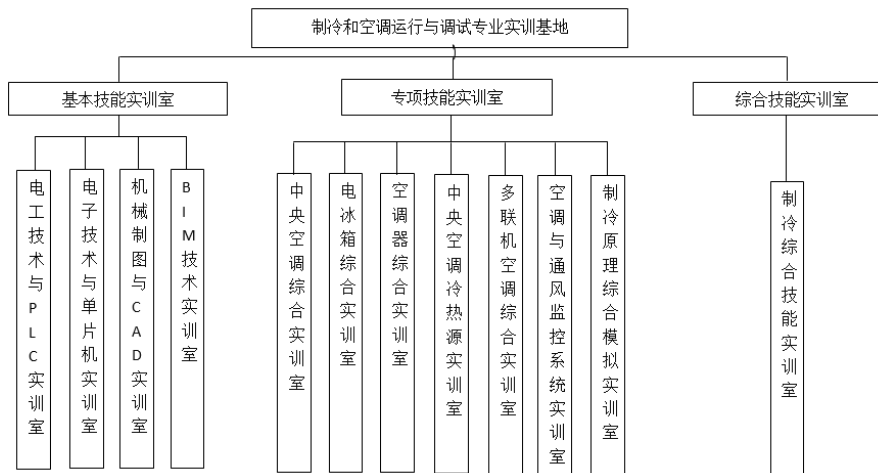 制冷和空调运行与调试专业实训基地
基本技能实训室
专项技能实训室
综合技能实训室
电工技术与PLC实训室
电子技术与单片机实训室
机械制图与CAD实训室
BIM技术实训室
中央空调综合实训室
电冰箱综合实训室
空调器综合实训室
中央空调冷热源实训室
多联机空调综合实训室
空调与通风监控系统实训室
制冷原理综合模拟实训室
制冷综合技能实训室